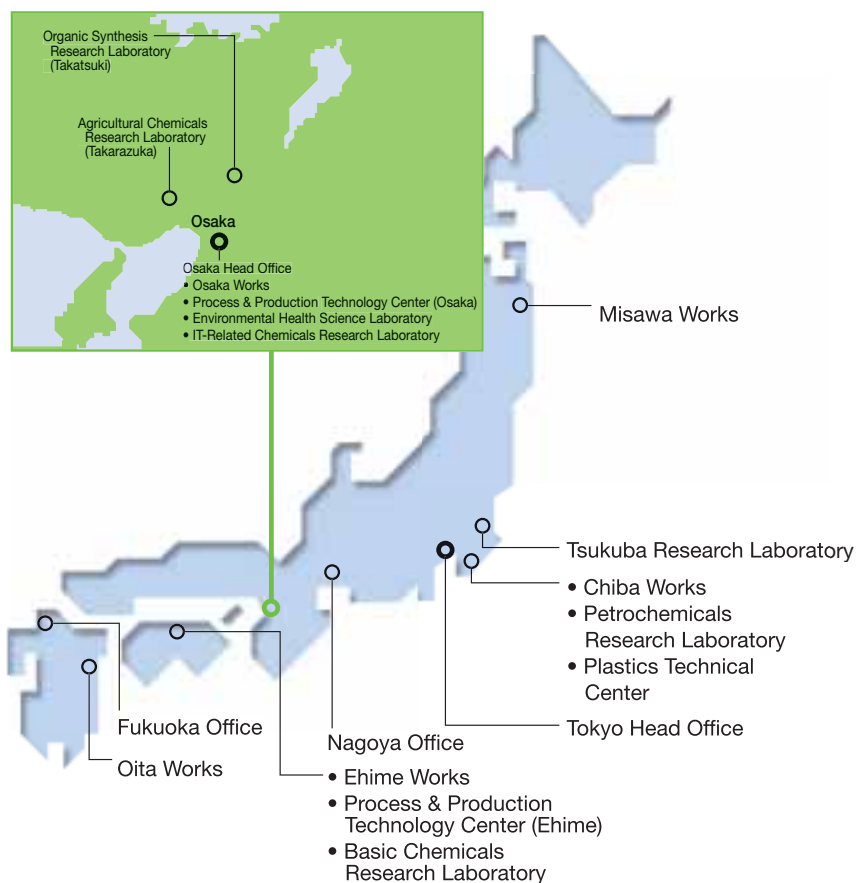 Organic Synthesis
Research Laboratory
(Takatsuki)
Agricultural Chemicals
Research Laboratory
(Takarazuka)
Osaka
Osaka Head Office
• Osaka Works
• Process & Production Technology Center (Osaka)
• Environmental Health Science Laboratory
• IT-Related Chemicals Research Laboratory
Misawa Works
Tsukuba Research Laboratory
• Chiba Works
• Petrochemicals
Research Laboratory
• Plastics Technical
Center
Tokyo Head Office
Fukuoka Office
Oita Works
Nagoya Office
• Ehime Works
• Process & Production
Technology Center (Ehime)
• Basic Chemicals
Research Laboratory